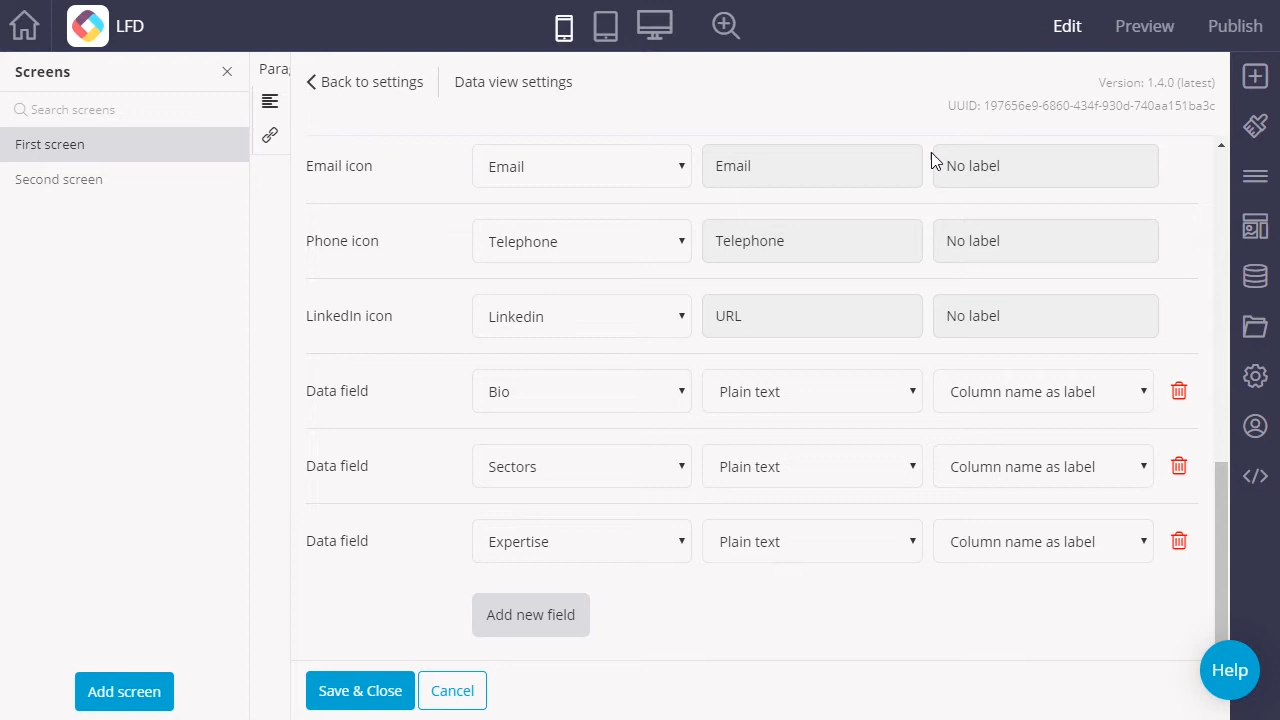 LFD
Edit
Preview
Publish
Screens
Search screens
First screen
Second screen
Add screen
Parag
Back to settings
Data view settings
Version: 1.4.0 (latest)
UUID: 197656e9-6860-434f-930d-740aa151ba3c
Email icon
Email
Email
No label
Phone icon
Telephone
Telephone
No label
LinkedIn icon
Linkedin
URL
No label
Data field
Bio
Plain text
Column name as label
Data field
Sectors
Plain text
Column name as label
Data field
Expertise
Plain text
Column name as label
Add new field
Save & Close
Cancel
Help